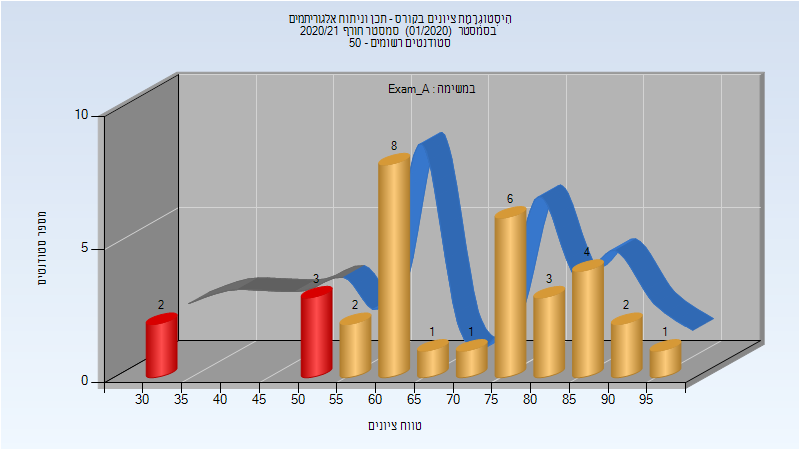 היסטוגרמת ציונים בקורס - תכן וניתוח אלגוריתמים
בסמסטר (01/2020) סמסטר חורף 2020/21
סטודנטים רשומים - 50
במשימה : Exam_A
10
5
0
מספר סטודנטים
2
3
2
8
1
1
6
3
4
2
1
30 35 40 45 50 55 60 65 70 75 80 85 90 95
טווח ציונים